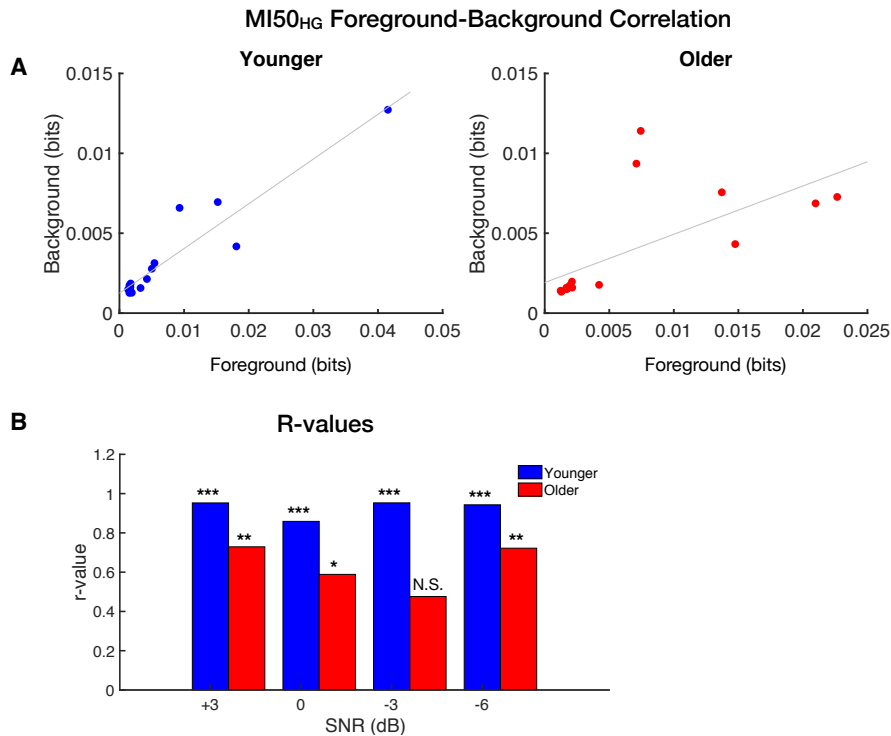 MI50HG Foreground-Background Correlation
A
Younger
Older
0.015
0.01
0.005
0
Background (bits)
0 0.01 0.02 0.03 0.04 0.05
Foreground (bits)
0.015
0.01
0.005
0
Background (bits)
0 0.005 0.01 0.015 0.02 0.025
Foreground (bits)
B
R-values
1.2
1
0.8
0.6
0.4
0.2
0
r-value
*** ** *** * *** N.S. *** **
Younger
Older
+3 0 -3 -6
SNR (dB)